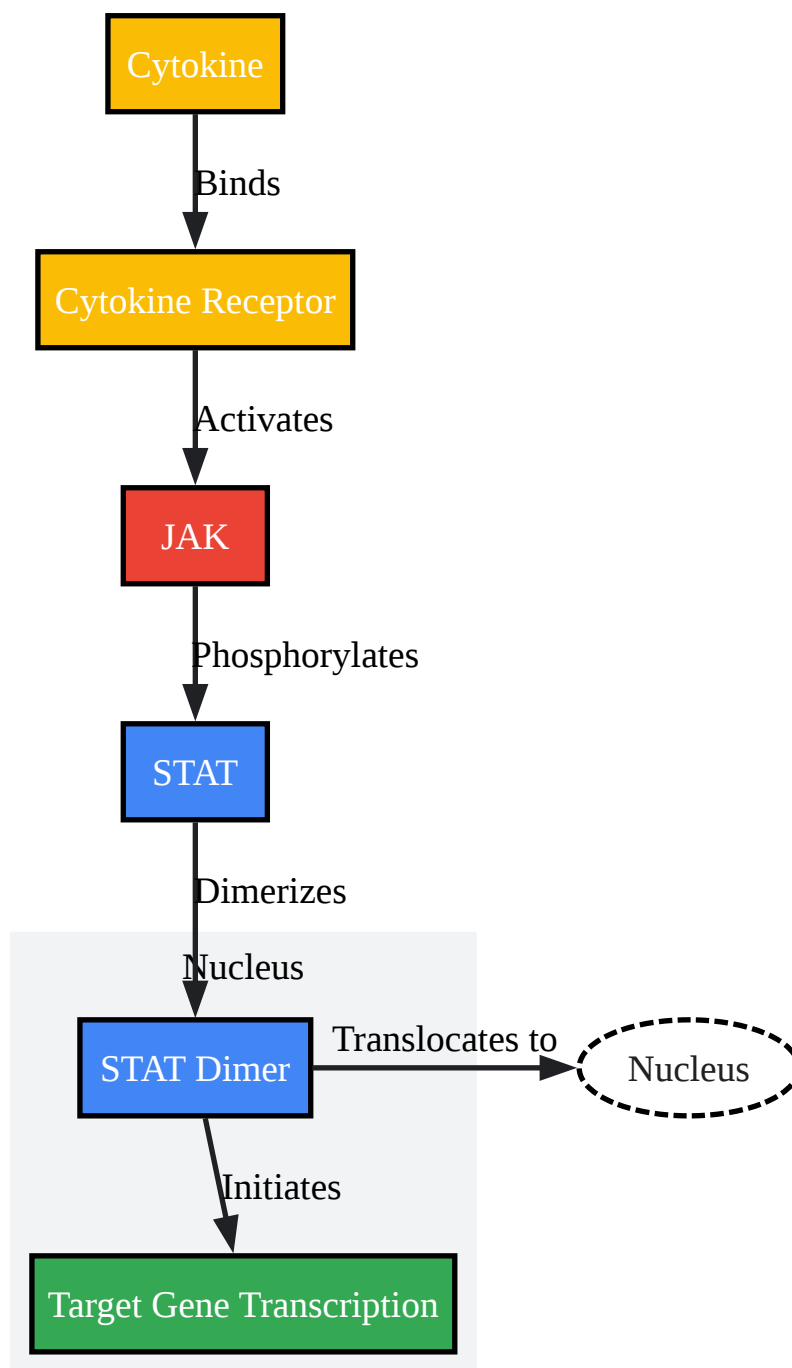 Cytokine
Binds
Cytokine Receptor
Activates
JAK
Phosphorylates
STAT
Dimerizes
Nucleus
STAT Dimer
Translocates to
Nucleus
Initiates
Target Gene Transcription